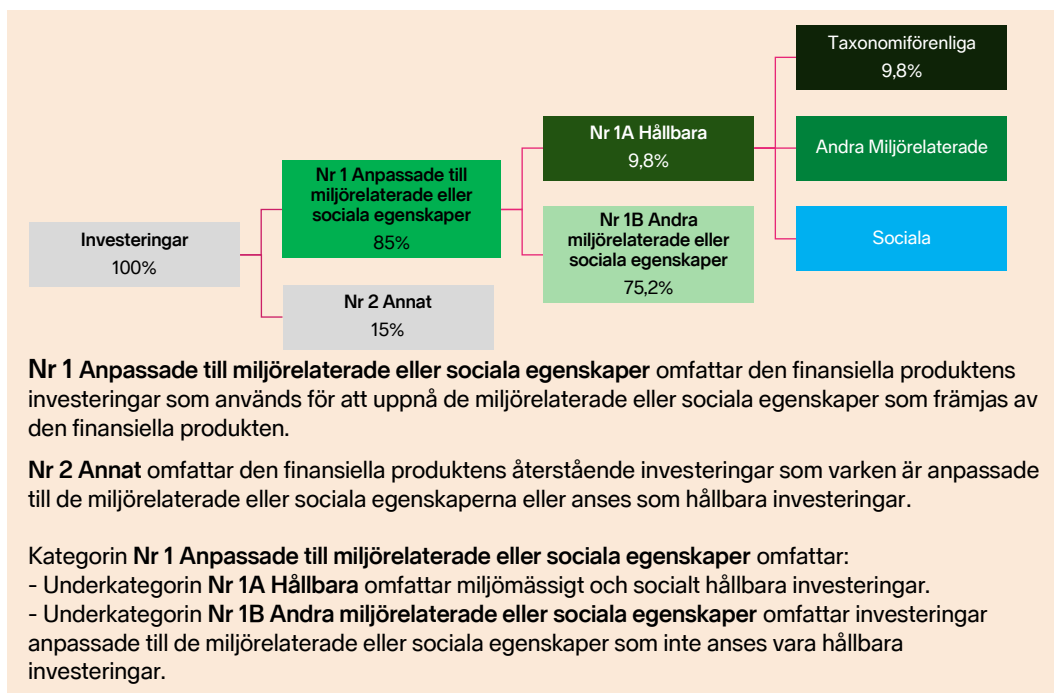 Taxonomiförenliga
9,8%
Nr 1A Hållbara
9,8%
Andra Miljörelaterade
Nr 1 Anpassade till
miljörelaterade eller
sociala egenskaper
85%
Nr 1B Andra
miljörelaterade eller
sociala egenskaper
75,2%
Sociala
Investeringar
100%
Nr 2 Annat
15%
Nr 1 Anpassade till miljörelaterade eller sociala egenskaper omfattar den finansiella produktens
investeringar som används för att uppnå de miljörelaterade eller sociala egenskaper som främjas av
den finansiella produkten.
Nr 2 Annat omfattar den finansiella produktens återstående investeringar som varken är anpassade
till de miljörelaterade eller sociala egenskaperna eller anses som hållbara investeringar.
Kategorin Nr 1 Anpassade till miljörelaterade eller sociala egenskaper omfattar:
- Underkategorin Nr 1A Hållbara omfattar miljömässigt och socialt hållbara investeringar.
- Underkategorin Nr 1B Andra miljörelaterade eller sociala egenskaper omfattar investeringar
anpassade till de miljörelaterade eller sociala egenskaper som inte anses vara hållbara
investeringar.